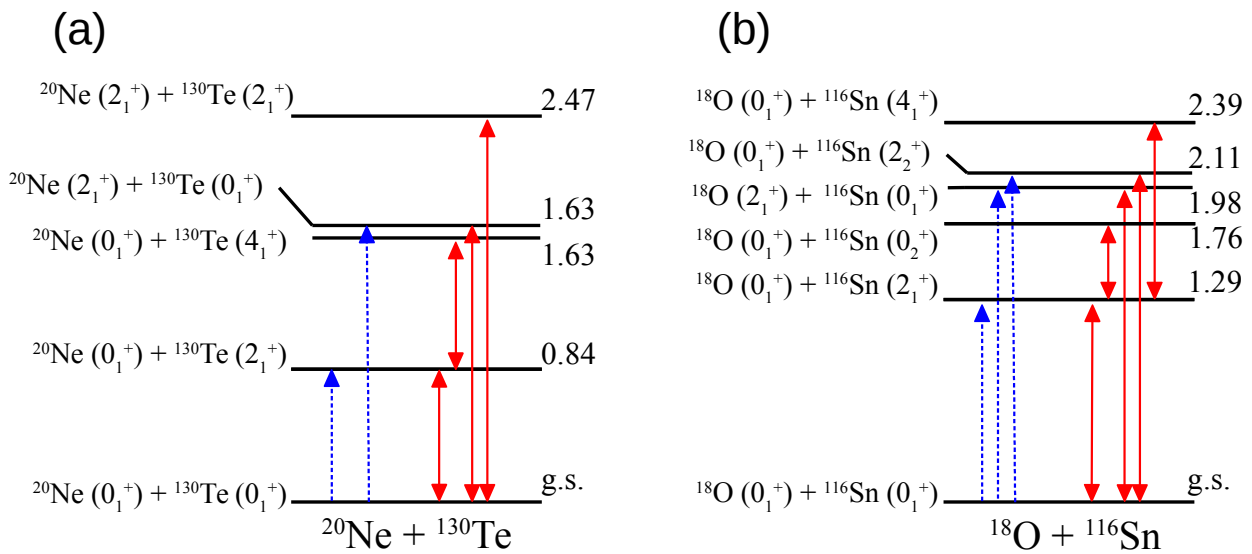 (a)
²⁰Ne (2₁⁺) + ¹³⁰Te (2₁⁺) 2.47
²⁰Ne (2₁⁺) + ¹³⁰Te (0₁⁺) 1.63
²⁰Ne (0₁⁺) + ¹³⁰Te (4₁⁺) 1.63
²⁰Ne (0₁⁺) + ¹³⁰Te (2₁⁺) 0.84
²⁰Ne (0₁⁺) + ¹³⁰Te (0₁⁺) g.s.
²⁰Ne + ¹³⁰Te
(b)
¹⁸O (0₁⁺) + ¹¹⁶Sn (4₁⁺) 2.39
¹⁸O (0₁⁺) + ¹¹⁶Sn (2₂⁺) 2.11
¹⁸O (2₁⁺) + ¹¹⁶Sn (0₁⁺) 1.98
¹⁸O (0₁⁺) + ¹¹⁶Sn (0₂⁺) 1.76
¹⁸O (0₁⁺) + ¹¹⁶Sn (2₁⁺) 1.29
¹⁸O (0₁⁺) + ¹¹⁶Sn (0₁⁺) g.s.
¹⁸O + ¹¹⁶Sn